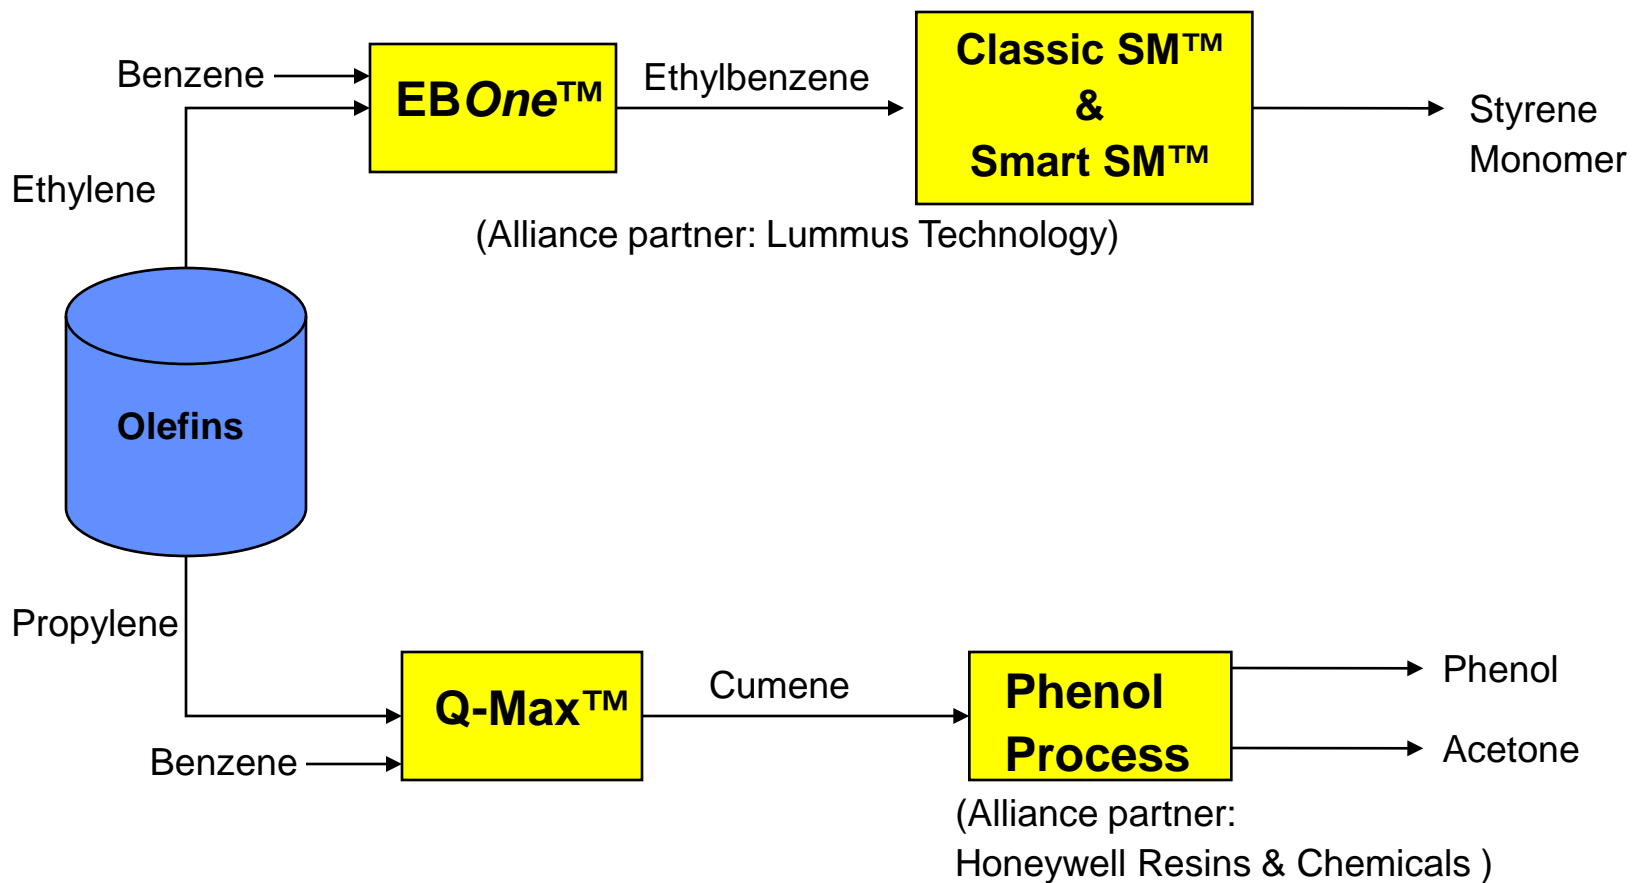 Benzene
EBOne™
Ethylbenzene
Classic SM™
&
Smart SM™
Styrene
Monomer
Ethylene
(Alliance partner: Lummus Technology)
Olefins
Propylene
Q-Max™
Cumene
Phenol
Process
Phenol
Acetone
Benzene
(Alliance partner:
Honeywell Resins & Chemicals )